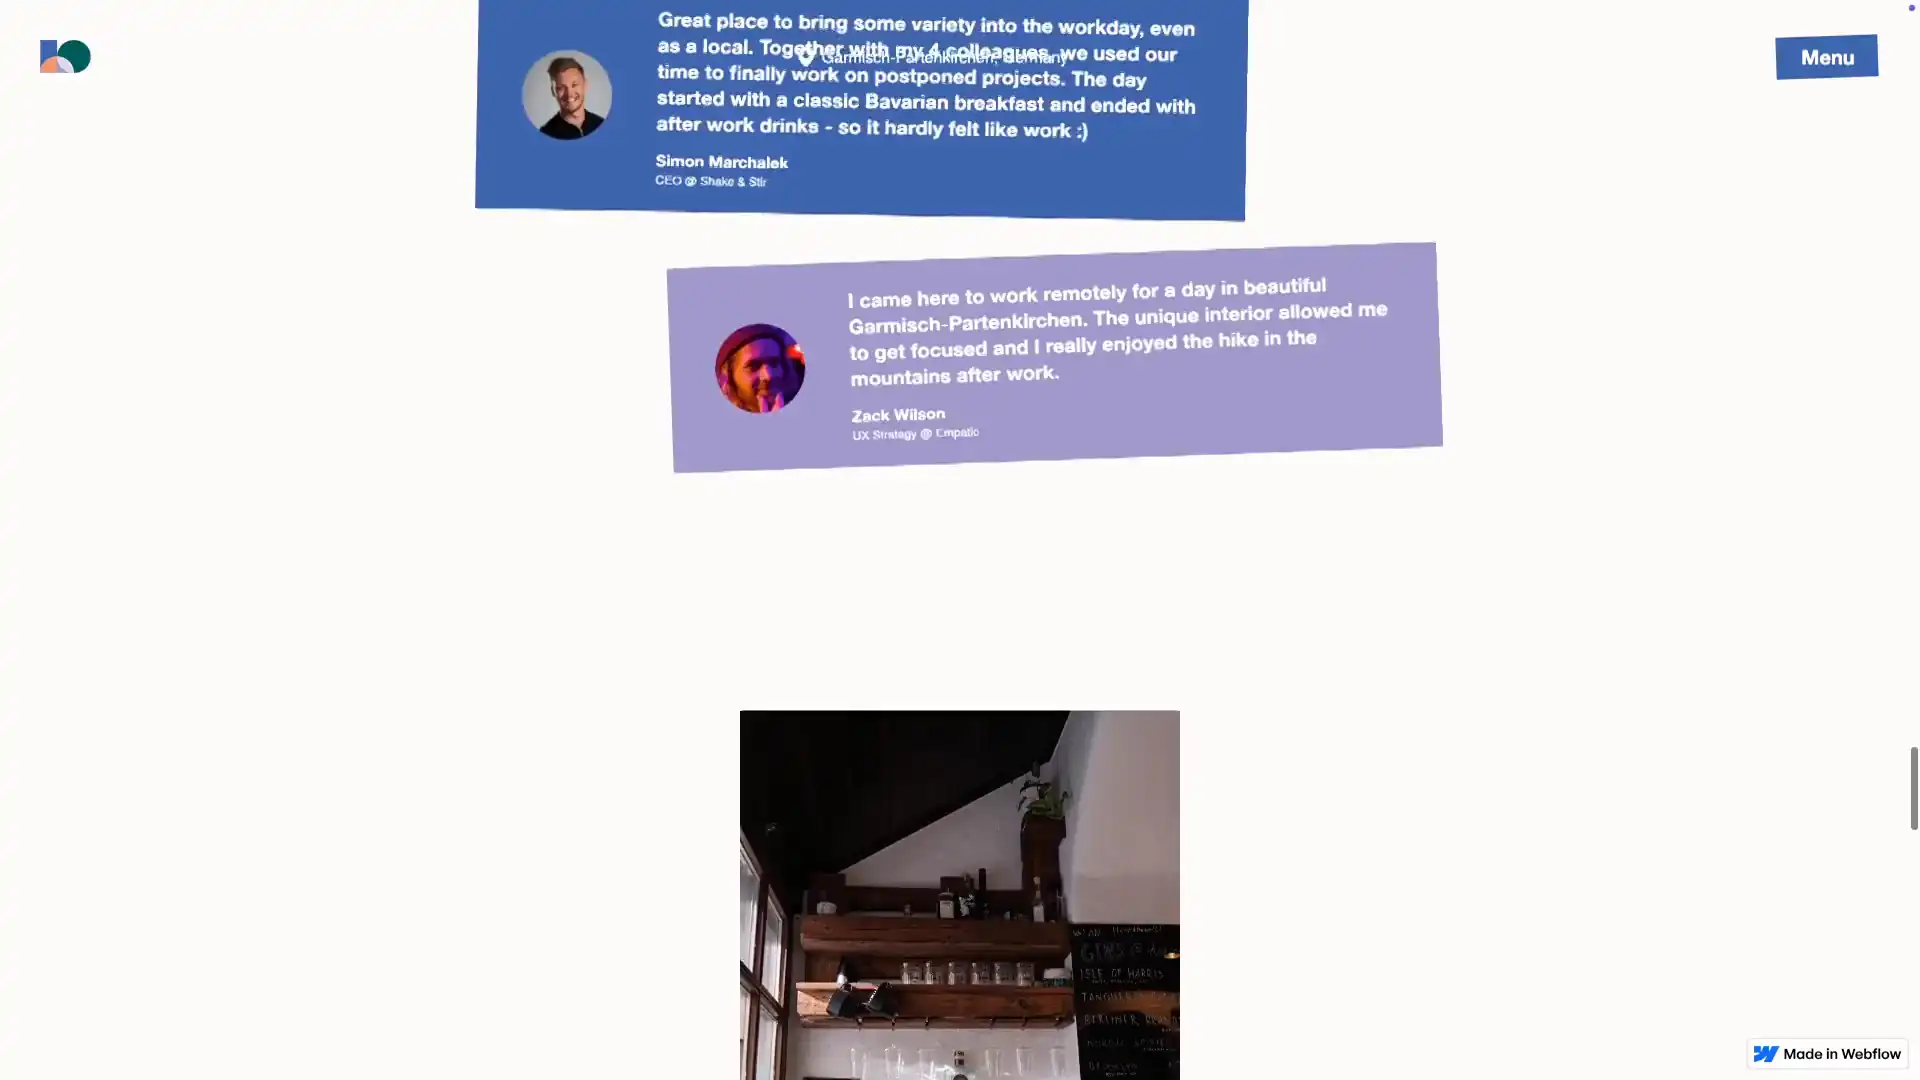 Great place to bring some variety into the workday, even
as a local. Together with my 4 colleagues, we used our
Garmisch-Partenkirchen, Germany
Menu
time to finally work on postponed projects. The day
started with a classic Bavarian breakfast and ended with
after work drinks - so it hardly felt like work :)
Simon Marchalek
CEO @ Shake & Stir
I came here to work remotely for a day in beautiful
Garmisch-Partenkirchen. The unique interior allowed me
to get focused and I really enjoyed the hike in the
mountains after work.
Zack Wilson
UX Strategy @ Empatic
ISLE OF HARRIS
Made in Webflow